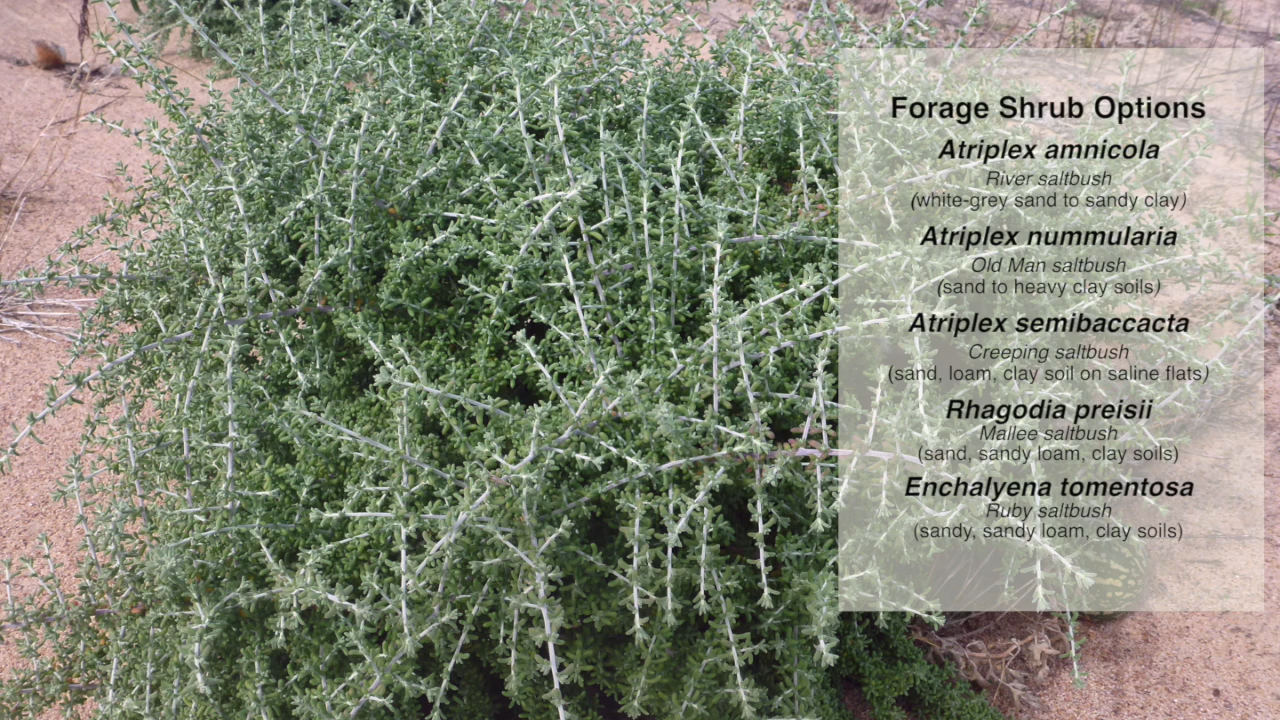 Forage Shrub Options
Atriplex amnicola
River saltbush
(white-grey sand to sandy clay)
Atriplex nummularia
Old Man saltbush
(sand to heavy clay soils)
Atriplex semibaccacta
Creeping saltbush
(sand, loam, clay soil on saline flats)
Rhagodia preisii
Mallee saltbush
(sand, sandy loam, clay soils)
Enchalyena tomentosa
Ruby saltbush
(sandy, sandy loam, clay soils)